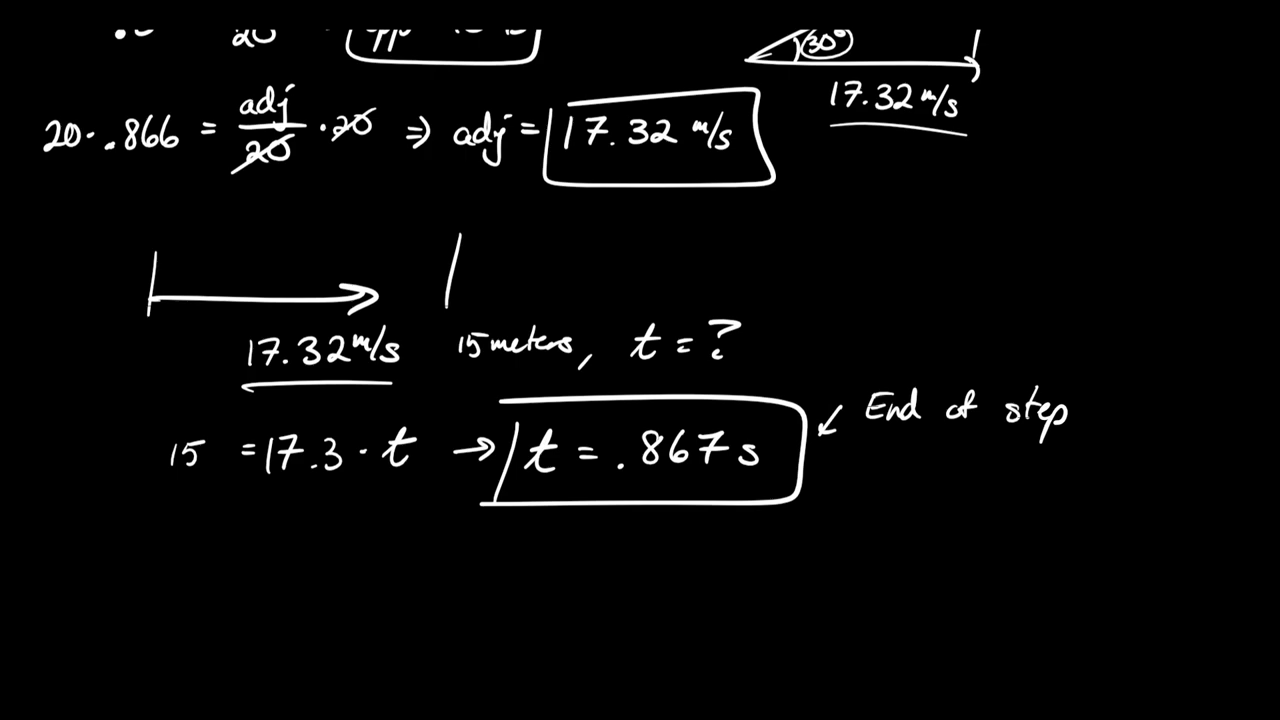 30°
17.32 m/s
20 · .866 = adj/20 · 20 ⇒ adj = 17.32 m/s
17.32 m/s
15 meters, t = ?
15 = 17.3 · t → t = .867 s
End of step